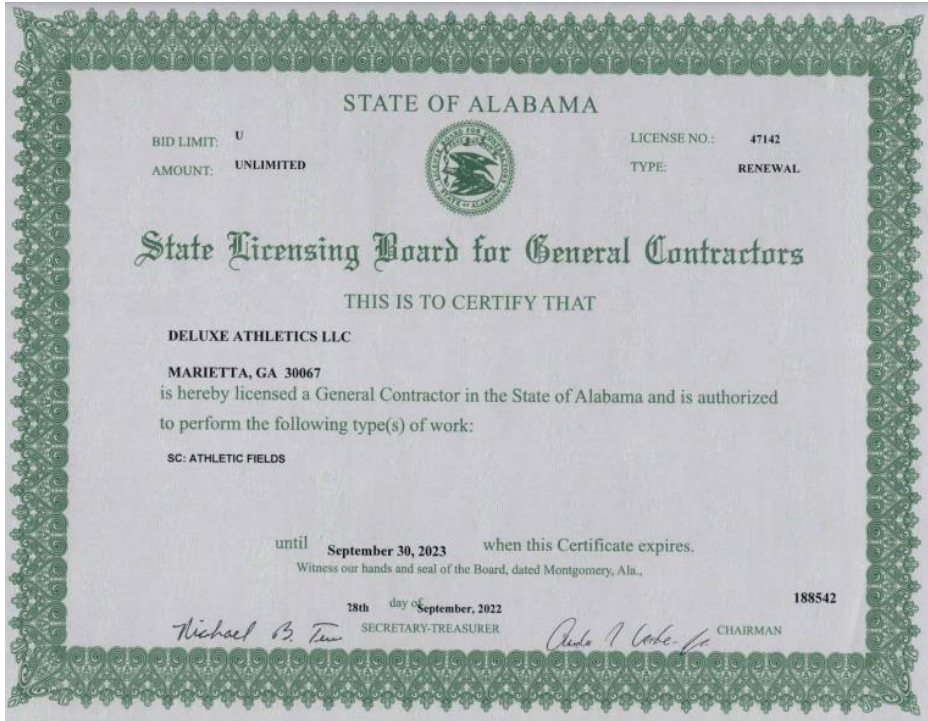 STATE OF ALABAMA
BID LIMIT: U
AMOUNT: UNLIMITED
LICENSE NO.: 47142
TYPE: RENEWAL
State Licensing Board for General Contractors
THIS IS TO CERTIFY THAT
DELUXE ATHLETICS LLC
MARIETTA, GA 30067
is hereby licensed a General Contractor in the State of Alabama and is authorized
to perform the following type(s) of work:
SC: ATHLETIC FIELDS
until September 30, 2023 when this Certificate expires.
Witness our hands and seal of the Board, dated Montgomery, Ala.,
188542
28th day of September, 2022
Michael B.
SECRETARY-TREASURER
CHAIRMAN